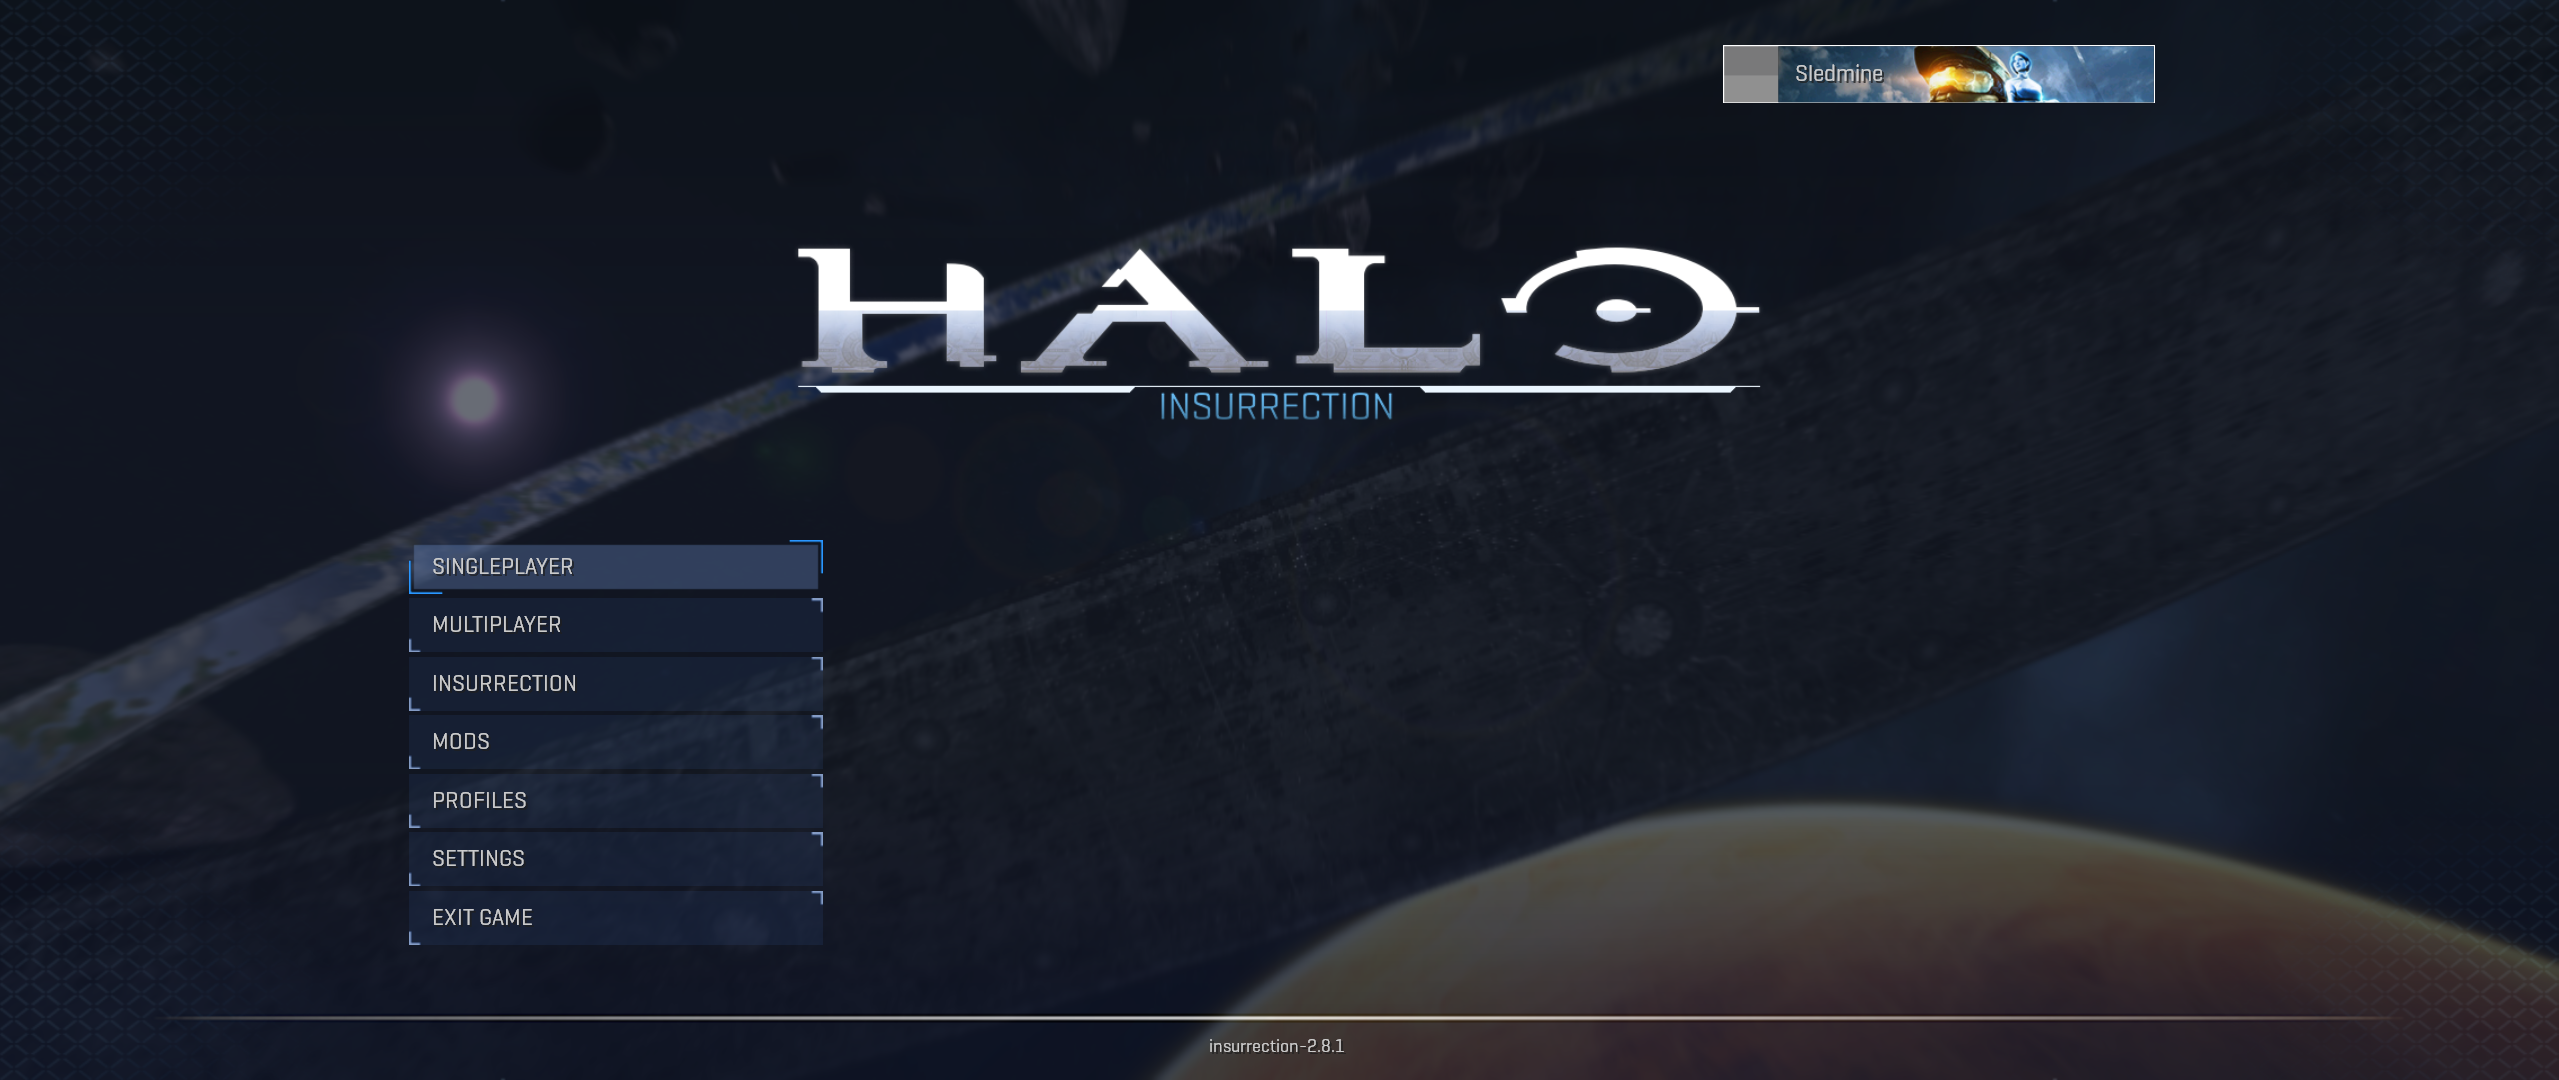 Sledmine
HALO
INSURRECTION
SINGLEPLAYER
MULTIPLAYER
INSURRECTION
MODS
PROFILES
SETTINGS
EXIT GAME
insurrection-2.8.1